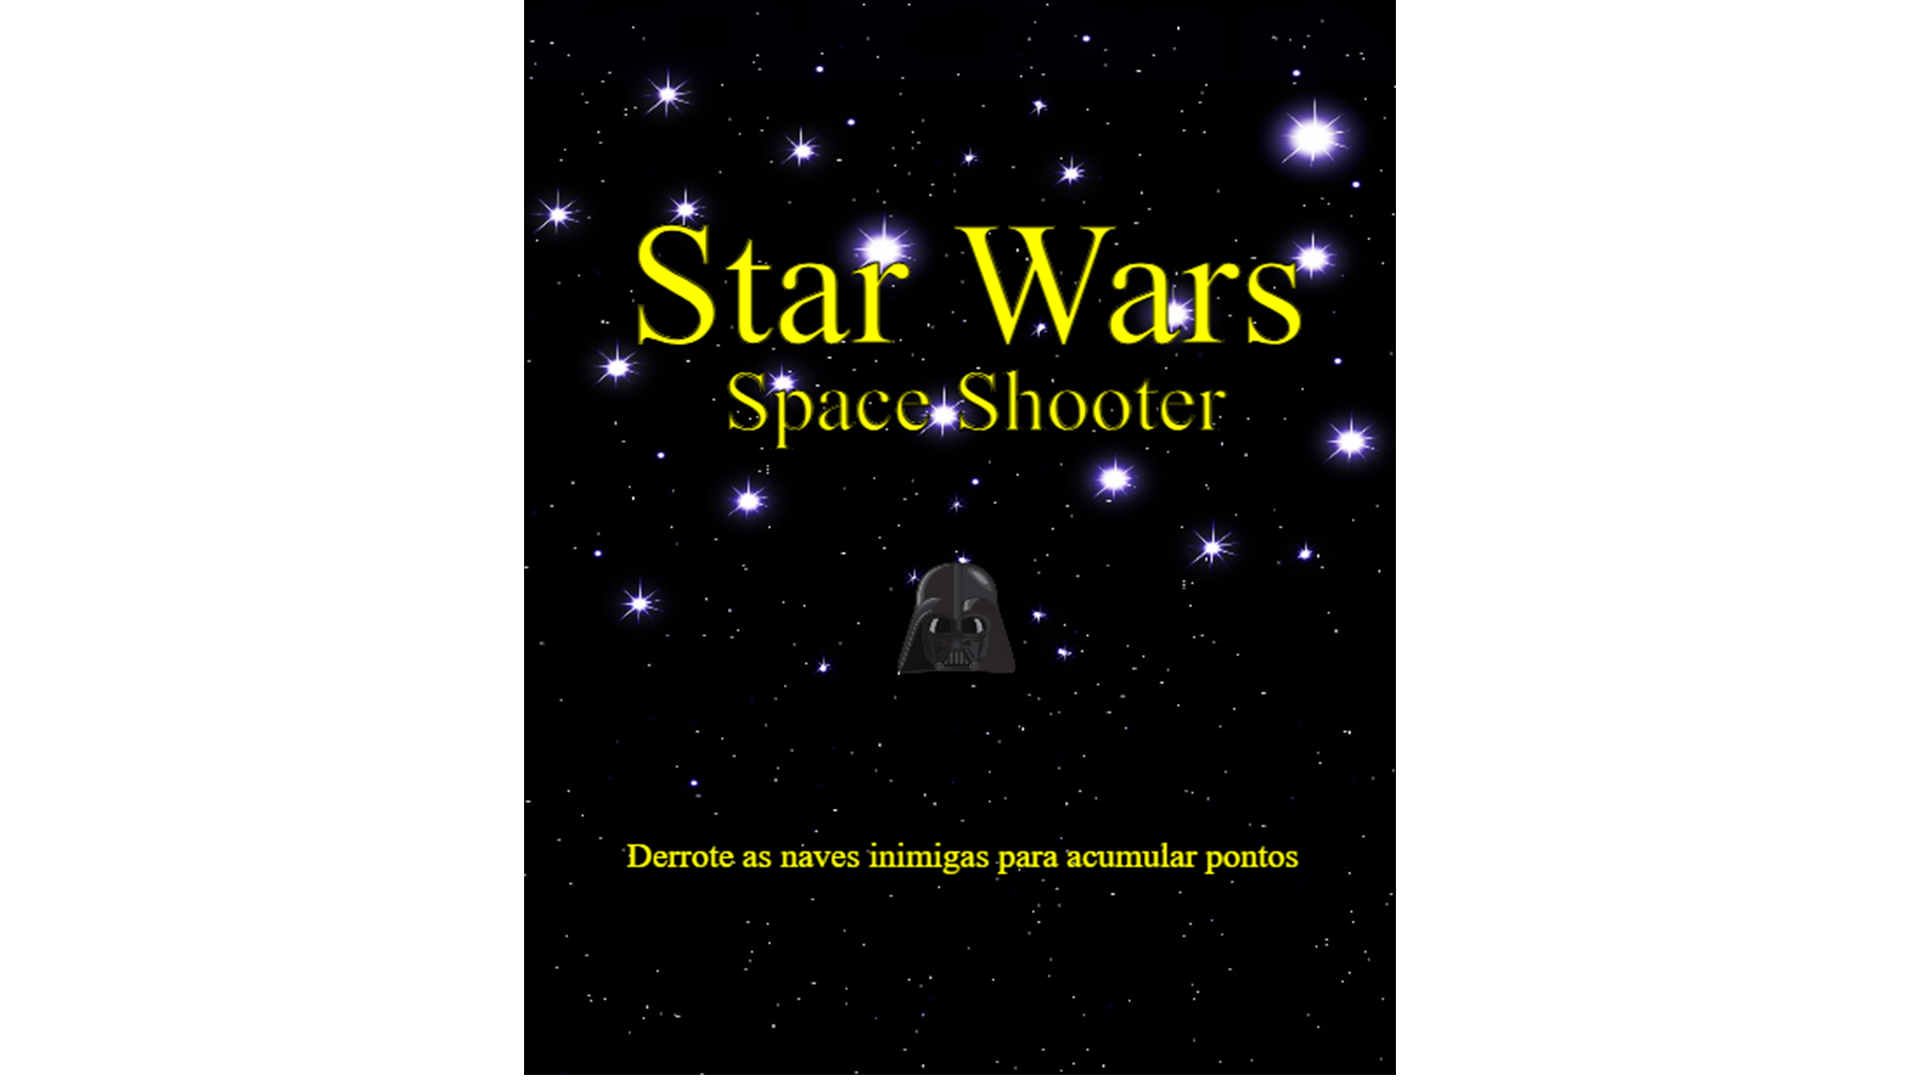 Star Wars
Space Shooter
Derrote as naves inimigas para acumular pontos